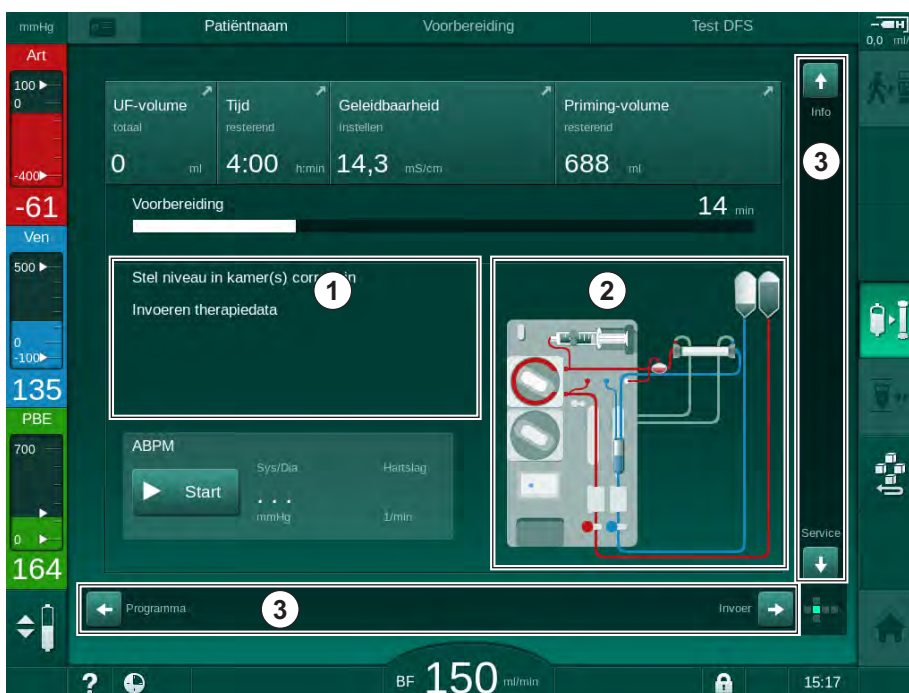 mmHg
Patiëntnaam
Voorbereiding
Test DFS
0,0 ml/
Art
100
0
-400
-61
Ven
500
0
-100
135
PBE
700
0
164
UF-volume
totaal
0 ml
Tijd
resterend
4:00 h:min
Geleidbaarheid
Instellen
14,3 mS/cm
Priming-volume
resterend
688 ml
Voorbereiding
14 min
Stel niveau in kamer(s) corr in
Invoeren therapiedata
1
2
3
ABPM
Start
Sys/Dia
. . .
mmHg
Hartslag
1/min
Info
Service
Programma
3
Invoer
?
BF 150 ml/min
15:17